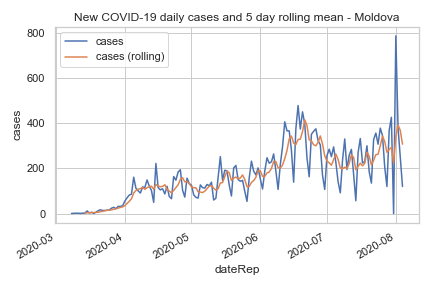 New COVID-19 daily cases and 5 day rolling mean - Moldova
cases
cases (rolling)
800
600
400
200
0
cases
2020-03
2020-04
2020-05
2020-06
2020-07
2020-08
dateRep